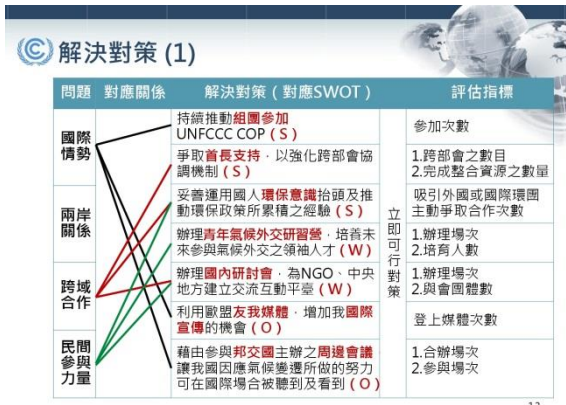 解決對策 (1)
問題 對應關係 解決對策（對應SWOT） 評估指標
國際
情勢
兩岸
關係
跨域
合作
民間
參與
力量
持續推動組團參加
UNFCCC COP（S）
爭取首長支持，以強化跨部會協
調機制（S）
妥善運用國人環保意識抬頭及推
動環保政策所累積之經驗（S）
辦理青年氣候外交研習營，培養未
來參與氣候外交之領袖人才（W）
辦理國內研討會，為NGO、中央
地方建立交流互動平臺（W）
利用歐盟友我媒體，增加我國際
宣傳的機會（O）
藉由參與邦交國主辦之周邊會議
讓我國因應氣候變遷所做的努力
可在國際場合被聽到及看到（O）
立即可行對策
參加次數
1.跨部會之數目
2.完成整合資源之數量
吸引外國或國際環團
主動爭取合作次數
1.辦理場次
2.培育人數
1.辦理場次
2.與會團體數
登上媒體次數
1.合辦場次
2.參與場次